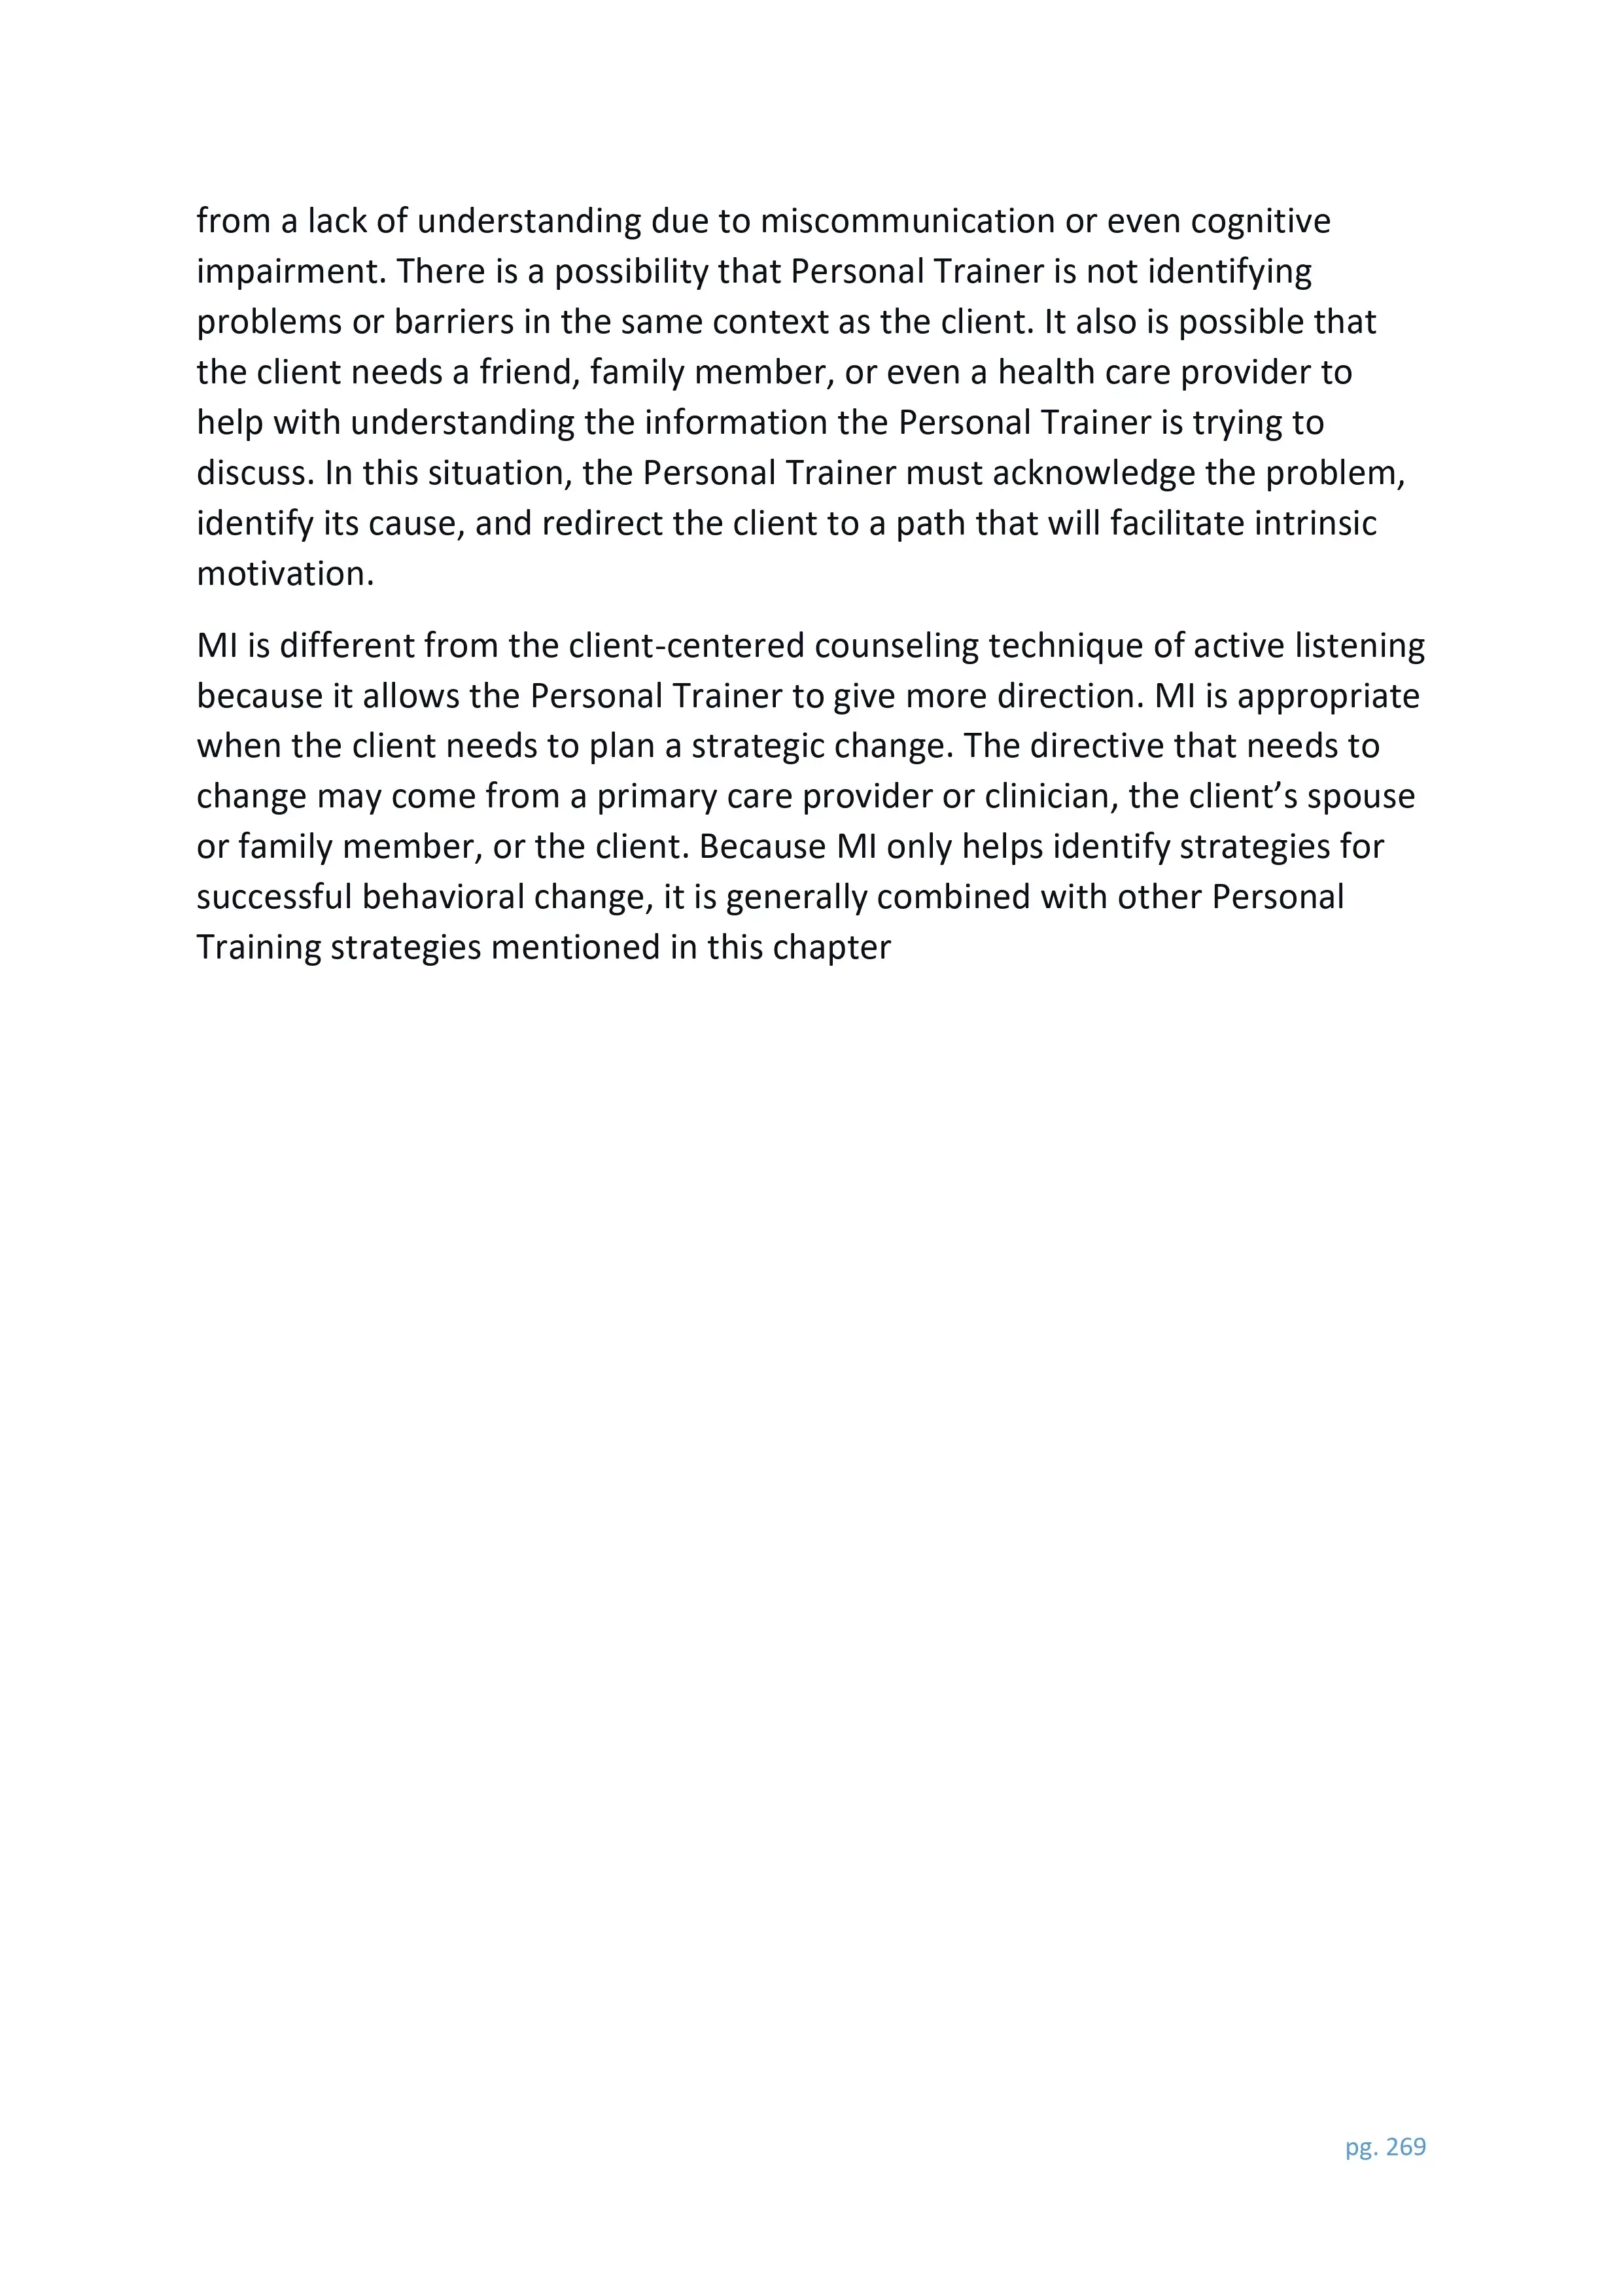 from a lack of understanding due to miscommunication or even cognitive
impairment. There is a possibility that Personal Trainer is not identifying
problems or barriers in the same context as the client. It also is possible that
the client needs a friend, family member, or even a health care provider to
help with understanding the information the Personal Trainer is trying to
discuss. In this situation, the Personal Trainer must acknowledge the problem,
identify its cause, and redirect the client to a path that will facilitate intrinsic
motivation.
MI is different from the client-centered counseling technique of active listening
because it allows the Personal Trainer to give more direction. MI is appropriate
when the client needs to plan a strategic change. The directive that needs to
change may come from a primary care provider or clinician, the client’s spouse
or family member, or the client. Because MI only helps identify strategies for
successful behavioral change, it is generally combined with other Personal
Training strategies mentioned in this chapter
pg. 269